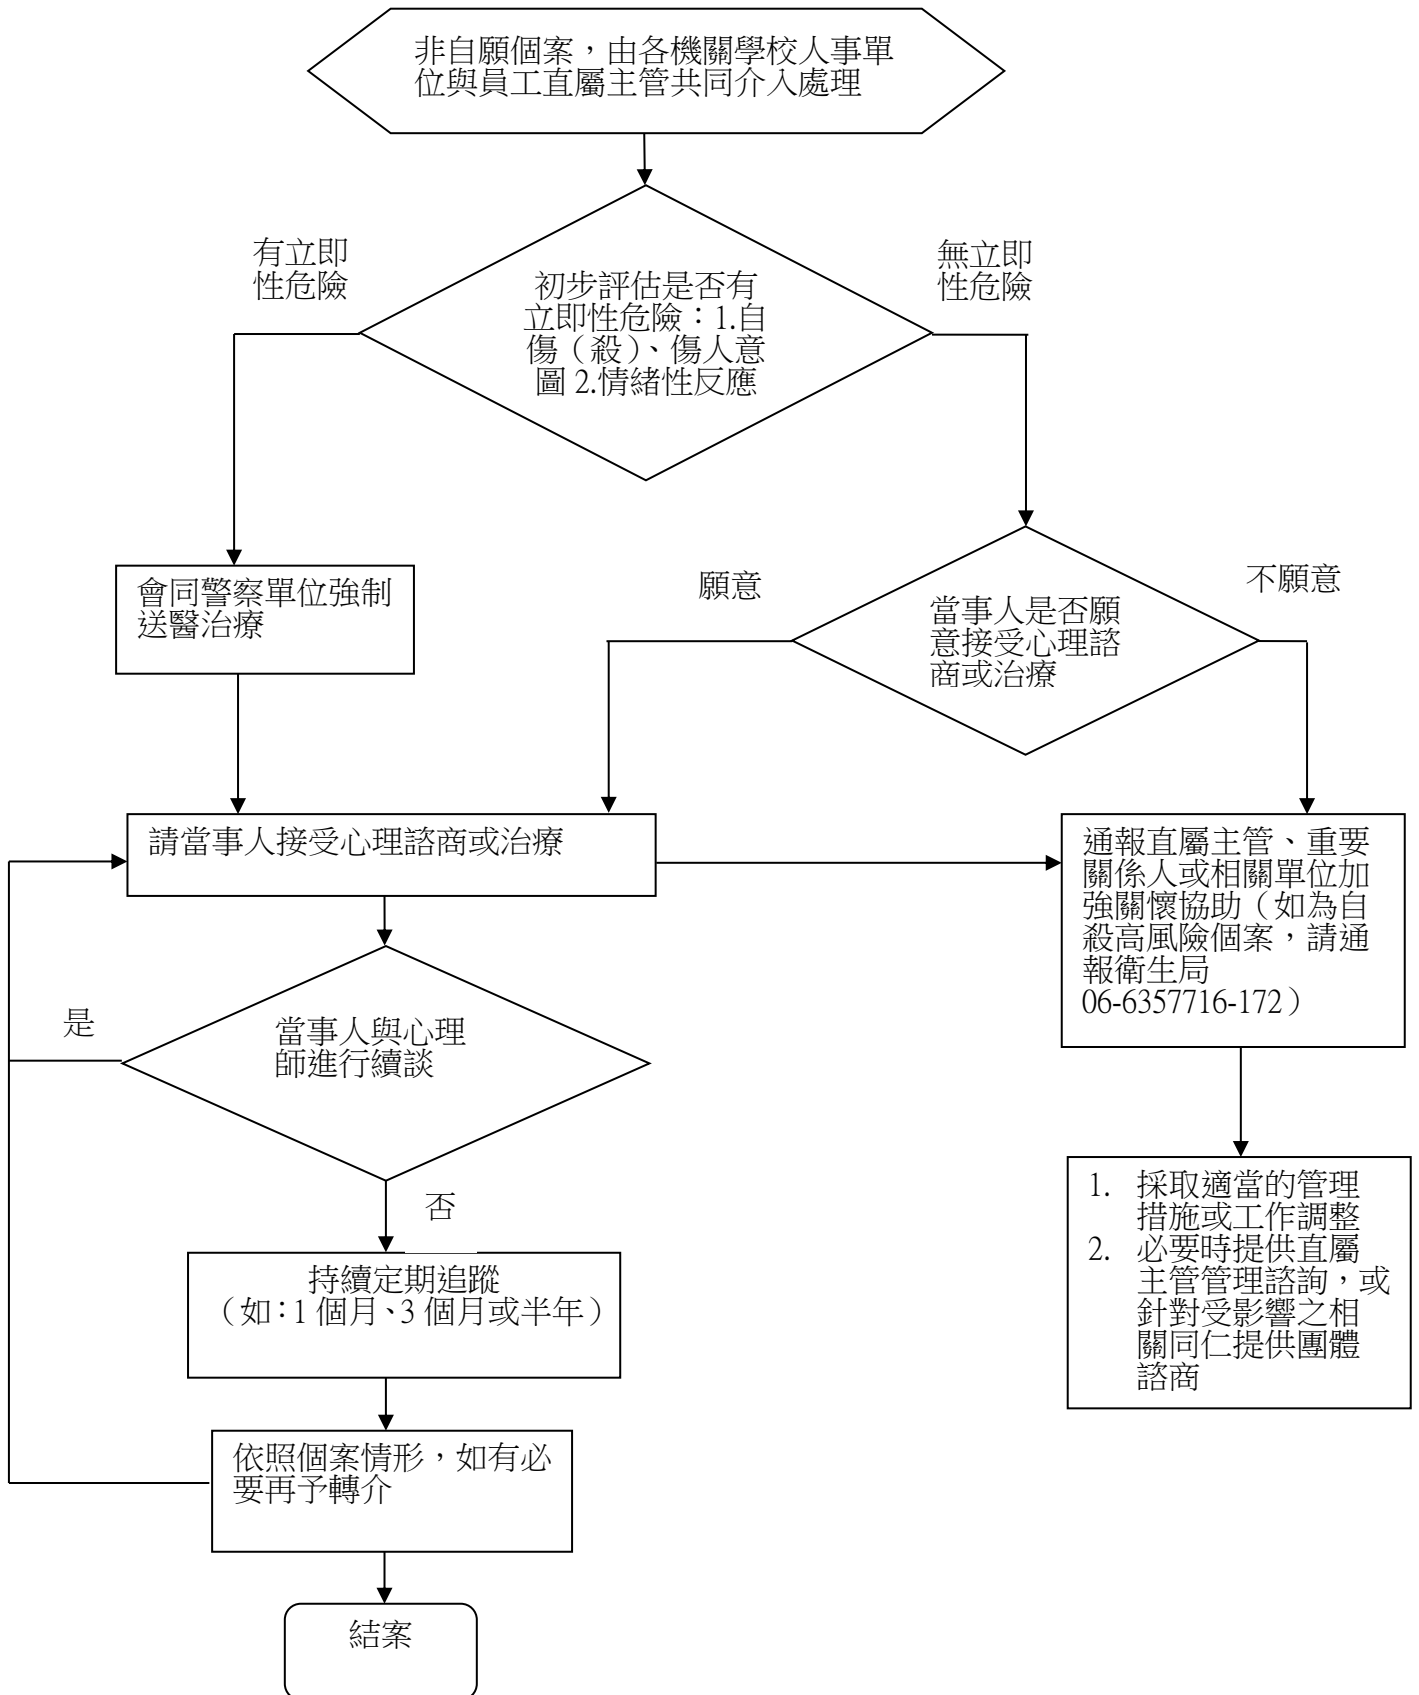 非自願個案，由各機關學校人事單
位與員工直屬主管共同介入處理
有立即
性危險
無立即
性危險
初步評估是否有
立即性危險：1.自
傷（殺）、傷人意
圖 2.情緒性反應
會同警察單位強制
送醫治療
願意
不願意
當事人是否願
意接受心理諮
商或治療
請當事人接受心理諮商或治療
通報直屬主管、重要
關係人或相關單位加
強關懷協助（如為自
殺高風險個案，請通
報衛生局
06-6357716-172）
是
當事人與心理
師進行續談
否
持續定期追蹤
（如：1 個月、3 個月或半年）
1. 採取適當的管理
措施或工作調整
2. 必要時提供直屬
主管管理諮詢，或
針對受影響之相
關同仁提供團體
諮商
依照個案情形，如有必
要再予轉介
結案